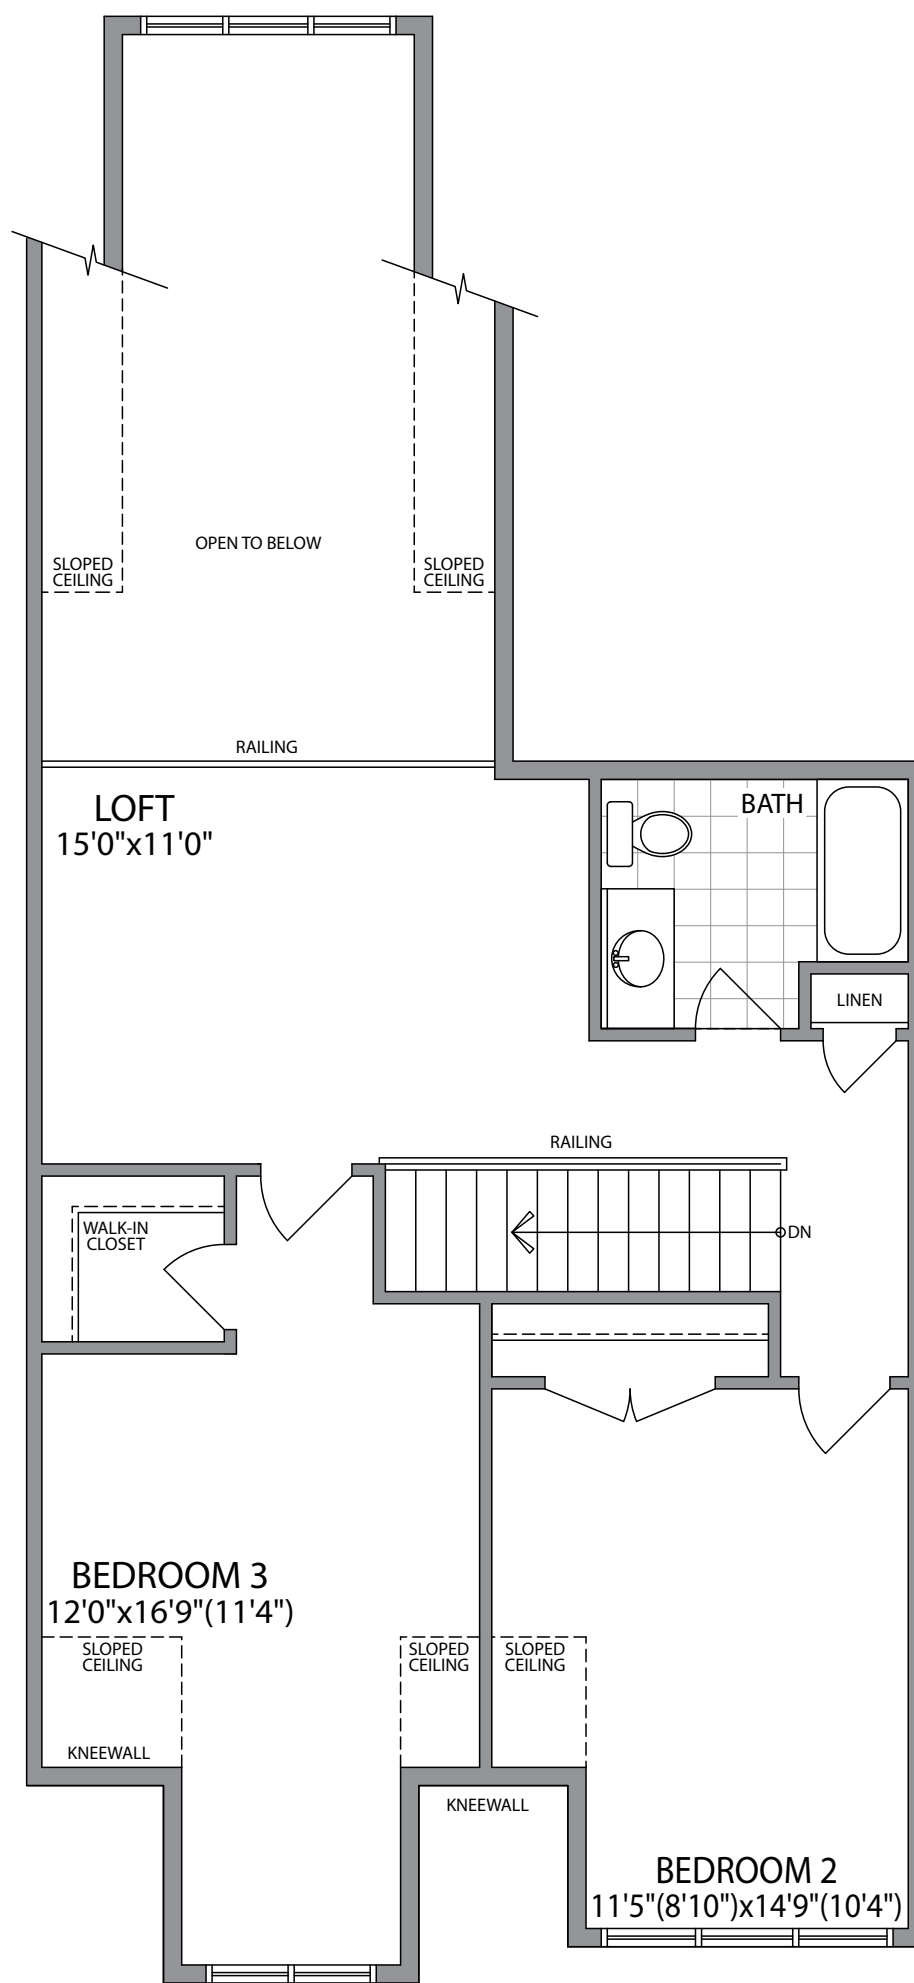 OPEN TO BELOW
SLOPED
CEILING
SLOPED
CEILING
RAILING
LOFT
15'0"x11'0"
BATH
LINEN
RAILING
WALK-IN
CLOSET
DN
BEDROOM 3
12'0"x16'9"(11'4")
SLOPED
CEILING
SLOPED
CEILING
SLOPED
CEILING
KNEEWALL
KNEEWALL
BEDROOM 2
11'5"(8'10")x14'9"(10'4")